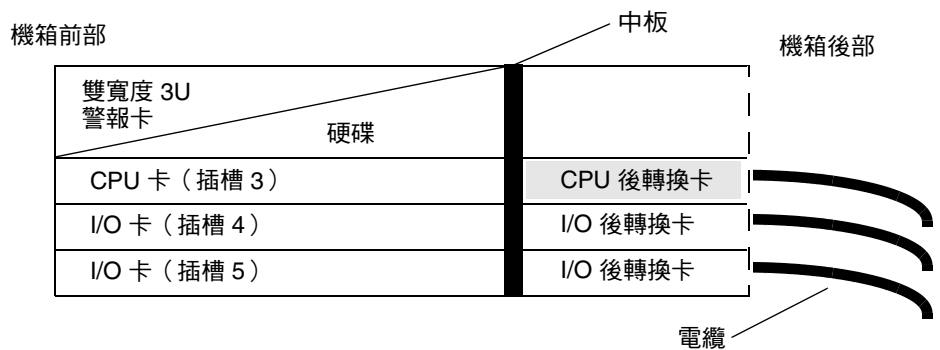 中板
機箱前部
機箱後部
雙寬度 3U
警報卡
硬碟
CPU 卡（插槽 3）
CPU 後轉換卡
I/O 卡（插槽 4）
I/O 後轉換卡
I/O 卡（插槽 5）
I/O 後轉換卡
電纜